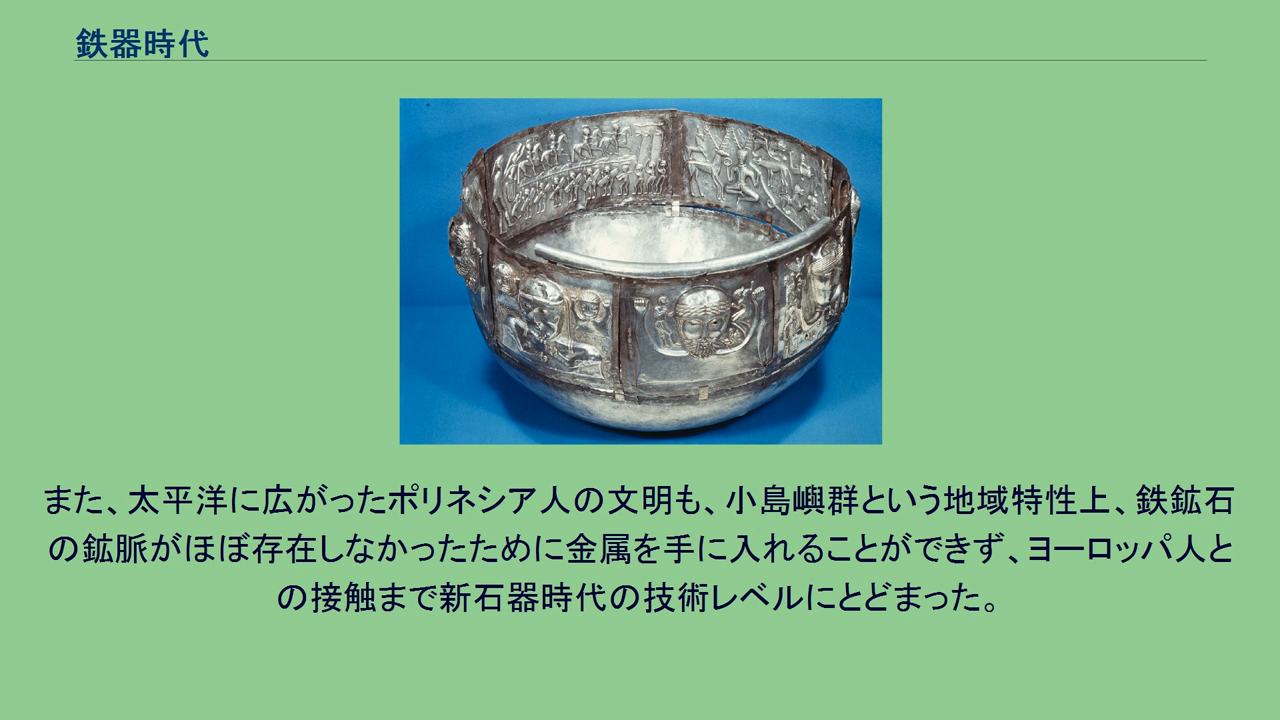 鉄器時代
また、太平洋に広がったポリネシア人の文明も、小島嶼群という地域特性上、鉄鉱石
の鉱脈がほぼ存在しなかったために金属を手に入れることができず、ヨーロッパ人と
の接触まで新石器時代の技術レベルにとどまった。